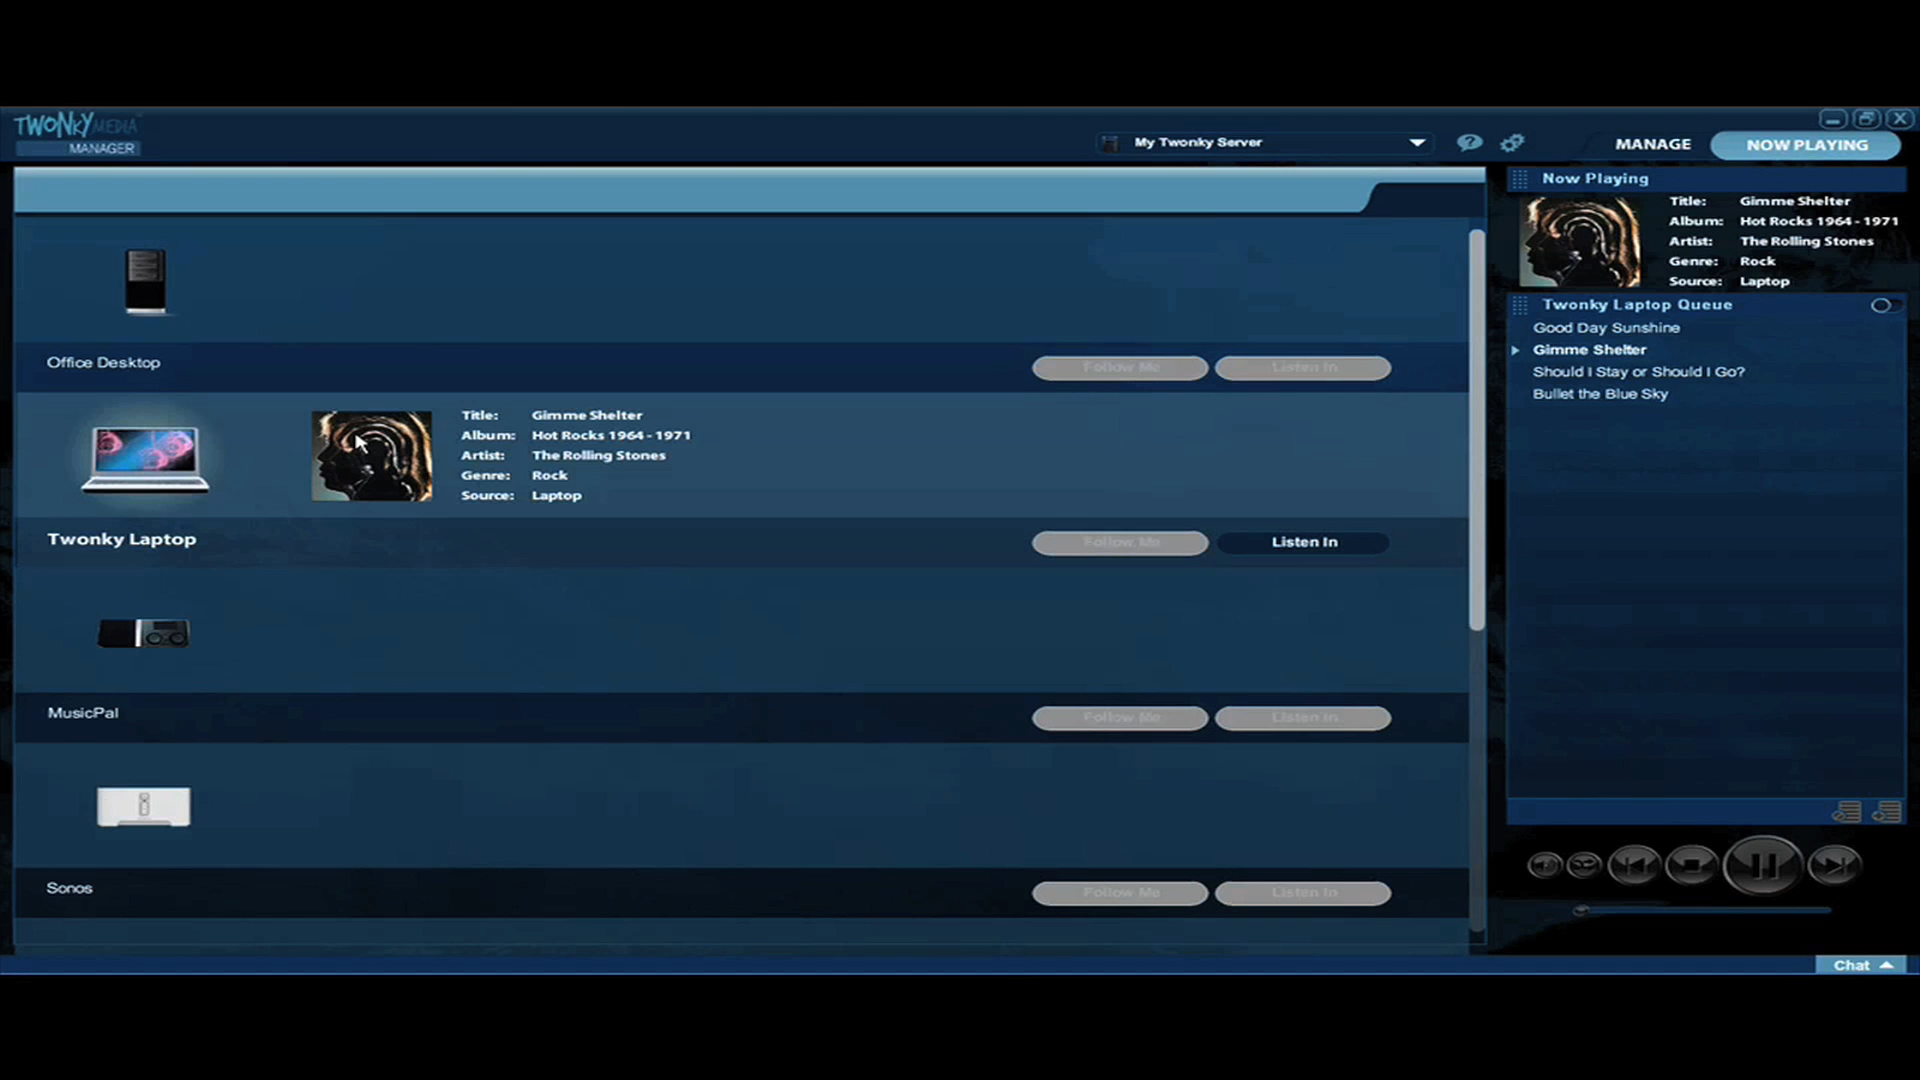 TWONKY MEDIA
MANAGER
My Twonky Server
MANAGE
NOW PLAYING
Now Playing
Title: Gimme Shelter
Album: Hot Rocks 1964 - 1971
Artist: The Rolling Stones
Genre: Rock
Source: Laptop
Twonky Laptop Queue
Good Day Sunshine
Gimme Shelter
Should I Stay or Should I Go?
Bullet the Blue Sky
Office Desktop
Follow Me
Listen In
Title: Gimme Shelter
Album: Hot Rocks 1964 - 1971
Artist: The Rolling Stones
Genre: Rock
Source: Laptop
Twonky Laptop
Follow Me
Listen In
MusicPal
Follow Me
Listen In
Sonos
Follow Me
Listen In
Chat